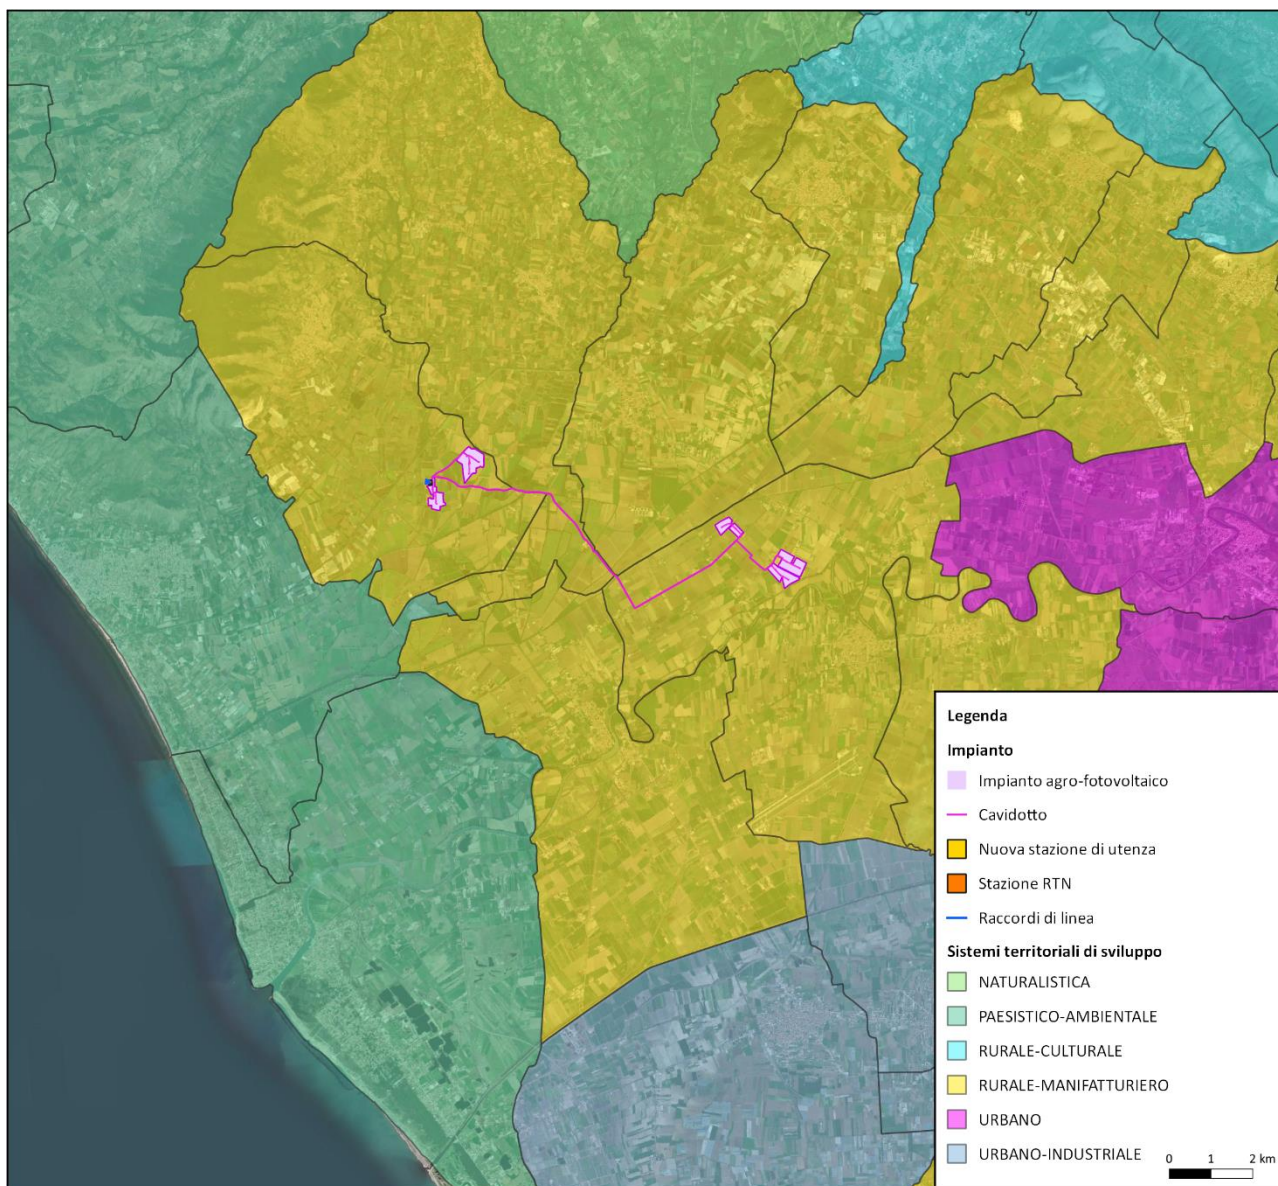 Legenda
Impianto
Impianto agro-fotovoltaico
Cavidotto
Nuova stazione di utenza
Stazione RTN
Raccordi di linea
Sistemi territoriali di sviluppo
NATURALISTICA
PAESISTICO-AMBIENTALE
RURALE-CULTURALE
RURALE-MANIFATTURIERO
URBANO
URBANO-INDUSTRIALE
0 1 2 km